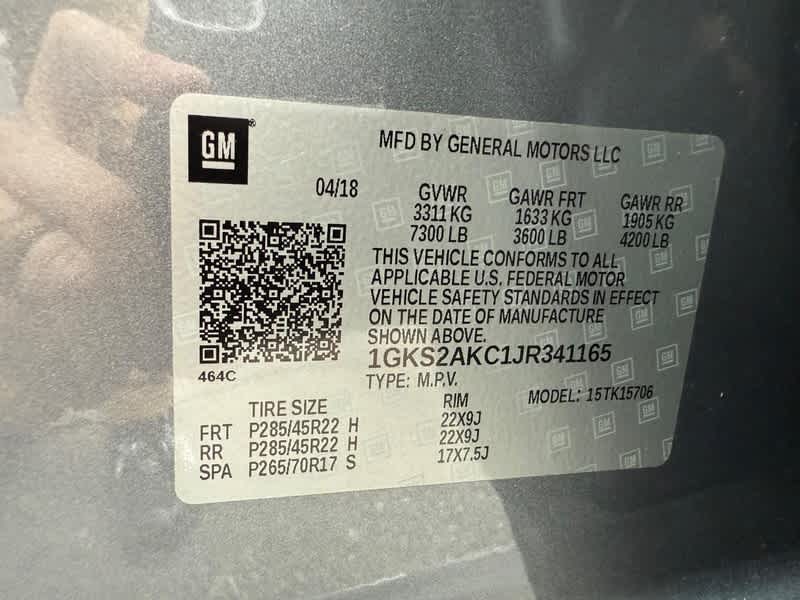 GM
MFD BY GENERAL MOTORS LLC
04/18 GVWR GAWR FRT GAWR RR
3311 KG 1633 KG 1905 KG
7300 LB 3600 LB 4200 LB
THIS VEHICLE CONFORMS TO ALL
APPLICABLE U.S. FEDERAL MOTOR
VEHICLE SAFETY STANDARDS IN EFFECT
ON THE DATE OF MANUFACTURE
SHOWN ABOVE.
1GKS2AKC1JR341165
464C
TYPE: M.P.V. MODEL: 15TK15706
TIRE SIZE RIM
FRT P285/45R22 H 22X9J
RR P285/45R22 H 22X9J
SPA P265/70R17 S 17X7.5J